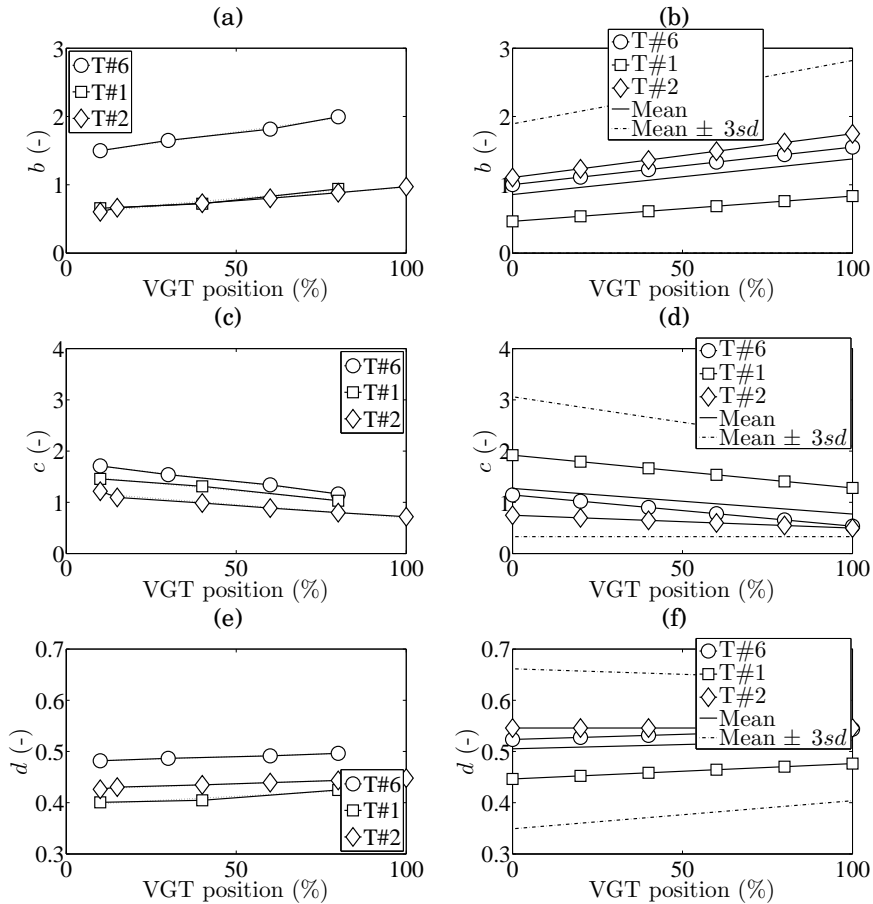 (a)
3
2
1
0
b (-)
T#6
T#1
T#2
0
50
100
VGT position (%)
(b)
3
2
1
0
b (-)
T#6
T#1
T#2
Mean
Mean ± 3sd
0
50
100
VGT position (%)
(c)
4
3
2
1
0
c (-)
T#6
T#1
T#2
0
50
100
VGT position (%)
(d)
4
3
2
1
0
c (-)
T#6
T#1
T#2
Mean
Mean ± 3sd
0
50
100
VGT position (%)
(e)
0.7
0.6
0.5
0.4
0.3
d (-)
T#6
T#1
T#2
0
50
100
VGT position (%)
(f)
0.7
0.6
0.5
0.4
0.3
d (-)
T#6
T#1
T#2
Mean
Mean ± 3sd
0
50
100
VGT position (%)